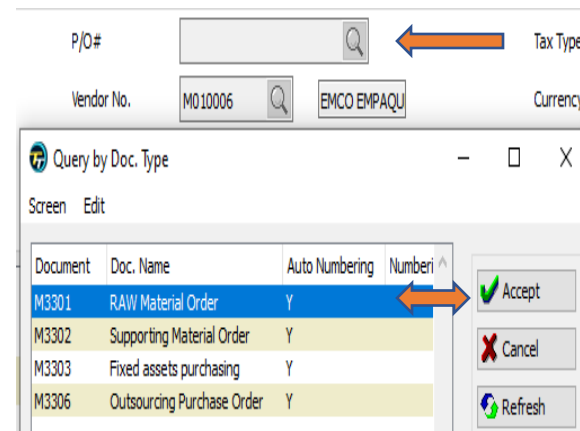 P/O# Tax Type
Vendor No. M010006 EMCO EMPAQU Currency
Query by Doc. Type
Screen Edit
Document Doc. Name Auto Numbering Numberi
M3301 RAW Material Order Y
M3302 Supporting Material Order Y
M3303 Fixed assets purchasing Y
M3306 Outsourcing Purchase Order Y
Accept
Cancel
Refresh